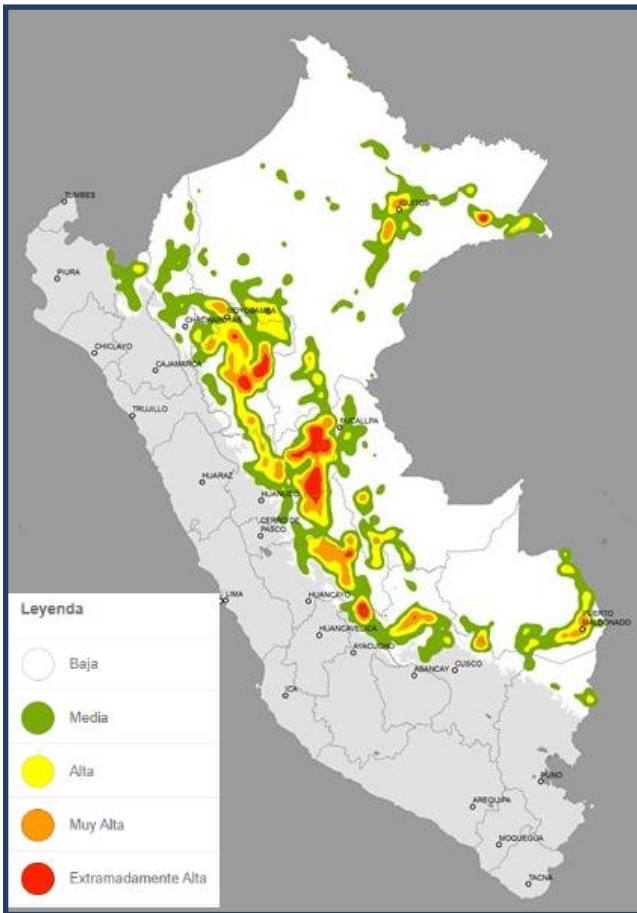 TUMBES
IQUITOS
PIURA
MOYOBAMBA
CHACHAPOYAS
CHICLAYO
CAJAMARCA
TRUJILLO
PUCALLPA
HUARAZ
HUANUCO
CERRO DE
PASCO
LIMA
HUANCAYO
PUERTO
MALDONADO
HUANCAVELICA
AYACUCHO
ABANCAY
CUSCO
ICA
PUNO
AREQUIPA
MOQUEGUA
TACNA
Leyenda
Baja
Media
Alta
Muy Alta
Extramadamente Alta